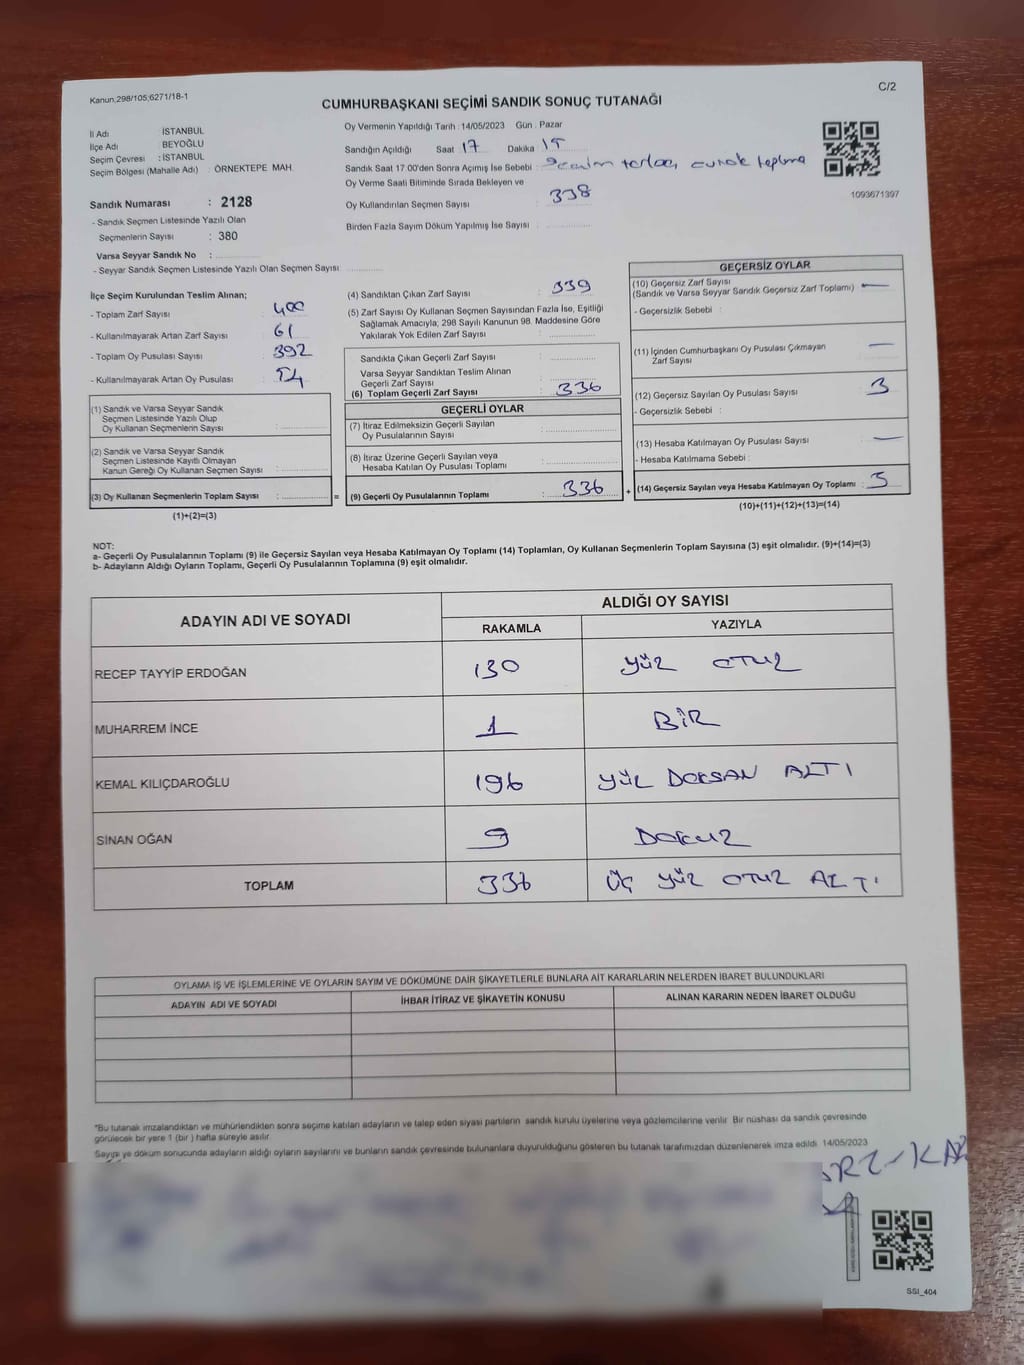 Kanun,298/105;6271/18-1
C/2
CUMHURBAŞKANI SEÇİMİ SANDIK SONUÇ TUTANAĞI
İl Adı İSTANBUL
İlçe Adı BEYOĞLU
Seçim Çevresi : İSTANBUL
Seçim Bölgesi (Mahalle Adı) : ÖRNEKTEPE MAH
Sandık Numarası : 2128
- Sandık Seçmen Listesinde Yazılı Olan
Seçmenlerin Sayısı : 380
Varsa Seyyar Sandık No :
- Seyyar Sandık Seçmen Listesinde Yazılı Olan Seçmen Sayısı
Oy Vermenin Yapıldığı Tarih : 14/05/2023 Gün : Pazar
Sandığın Açıldığı Saat 17 Dakika
Sandık Saat 17.00'den Sonra Açımış İse Sebebi :
Oy Verme Saati Bitiminde Sırada Bekleyen ve
Oy Kullandırılan Seçmen Sayısı 338
Birden Fazla Sayım Döküm Yapılmış İse Sayısı :
1093671397
İlçe Seçim Kurulundan Teslim Alınan;
- Toplam Zarf Sayısı : 400
- Kullanılmayarak Artan Zarf Sayısı : 61
- Toplam Oy Pusulası Sayısı : 392
- Kullanılmayarak Artan Oy Pusulası : 54
(1) Sandık ve Varsa Seyyar Sandık
Seçmen Listesinde Yazılı Olup
Oy Kullanan Seçmenlerin Sayısı :
(2) Sandık ve Varsa Seyyar Sandık
Seçmen Listesinde Kayıtlı Olmayan
Kanun Gereği Oy Kullanan Seçmen Sayısı :
(3) Oy Kullanan Seçmenlerin Toplam Sayısı :
(1)+(2)=(3)
=
(4) Sandıktan Çıkan Zarf Sayısı : 339
(5) Zarf Sayısı Oy Kullanan Seçmen Sayısından Fazla İse, Eşitliği
Sağlamak Amacıyla; 298 Sayılı Kanunun 98. Maddesine Göre
Yakılarak Yok Edilen Zarf Sayısı :
Sandıkta Çıkan Geçerli Zarf Sayısı :
Varsa Seyyar Sandıktan Teslim Alınan
Geçerli Zarf Sayısı :
(6) Toplam Geçerli Zarf Sayısı : 336
GEÇERLİ OYLAR
(7) İtiraz Edilmeksizin Geçerli Sayılan
Oy Pusulalarının Sayısı :
(8) İtiraz Üzerine Geçerli Sayılan veya
Hesaba Katılan Oy Pusulası Toplamı :
(9) Geçerli Oy Pusulalarının Toplamı : 336
+
GEÇERSİZ OYLAR
(10) Geçersiz Zarf Sayısı
(Sandık ve Varsa Seyyar Sandık Geçersiz Zarf Toplamı) : —
- Geçersizlik Sebebi :
(11) İçinden Cumhurbaşkanı Oy Pusulası Çıkmayan
Zarf Sayısı : —
(12) Geçersiz Sayılan Oy Pusulası Sayısı : 3
- Geçersizlik Sebebi :
(13) Hesaba Katılmayan Oy Pusulası Sayısı : —
- Hesaba Katılmama Sebebi :
(14) Geçersiz Sayılan veya Hesaba Katılmayan Oy Toplamı : 3
(10)+(11)+(12)+(13)=(14)
NOT:
a- Geçerli Oy Pusulalarının Toplamı (9) ile Geçersiz Sayılan veya Hesaba Katılmayan Oy Toplamı (14) Toplamları, Oy Kullanan Seçmenlerin Toplam Sayısına (3) eşit olmalıdır. (9)+(14)=(3)
b- Adayların Aldığı Oyların Toplamı, Geçerli Oy Pusulalarının Toplamına (9) eşit olmalıdır.
ADAYIN ADI VE SOYADI ALDIĞI OY SAYISI
RAKAMLA YAZIYLA
RECEP TAYYİP ERDOĞAN 130 YÜZ OTUZ
MUHARREM İNCE 1 BİR
KEMAL KILIÇDAROĞLU 196 YÜZ DOKSAN ALTI
SİNAN OĞAN 9 DOKUZ
TOPLAM 336 ÜÇ YÜZ OTUZ ALTI
OYLAMA İŞ VE İŞLEMLERİNE VE OYLARIN SAYIM VE DÖKÜMÜNE DAİR ŞİKAYETLERLE BUNLARA AİT KARARLARIN NELERDEN İBARET BULUNDUKLARI
ADAYIN ADI VE SOYADI İHBAR İTİRAZ VE ŞİKAYETİN KONUSU ALINAN KARARIN NEDEN İBARET OLDUĞU
*Bu tutanak imzalandıktan ve mühürlendikten sonra seçime katılan adayların ve talep eden siyasi partilerin sandık kurulu üyelerine veya gözlemcilerine verilir. Bir nüshası da sandık çevresinde
görülecek bir yere 1 (bir ) hafta süreyle asılır.
Sayım ve döküm sonucunda adayların aldığı oyların sayılarını ve bunların sandık çevresinde bulunanlara duyurulduğunu gösteren bu tutanak tarafımızdan düzenlenerek imza edildi. 14/05/2023
SSI_404